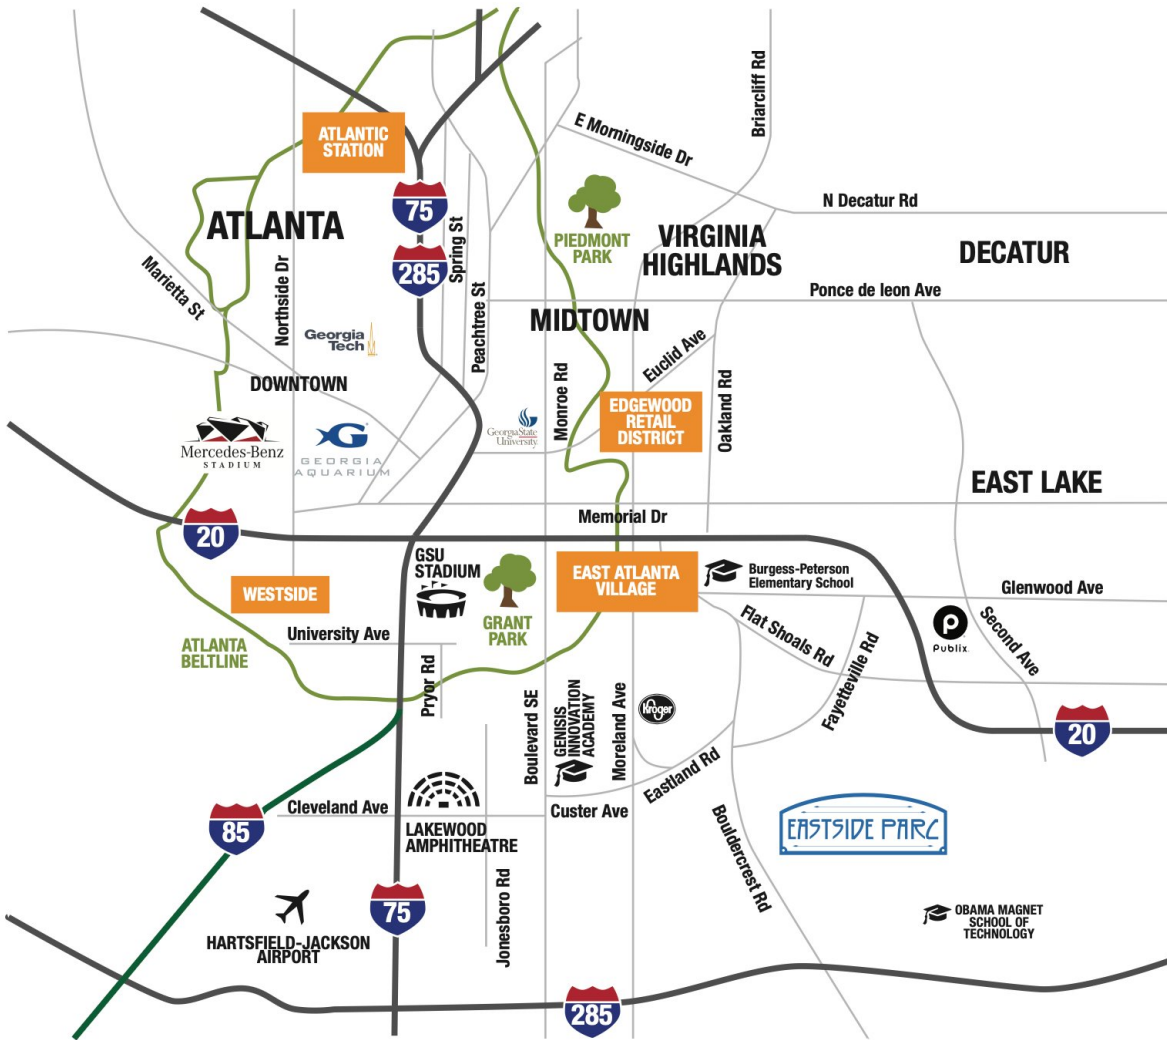 Briarcliff Rd
E Morningside Dr
ATLANTIC
STATION
75
N Decatur Rd
ATLANTA
PIEDMONT
PARK
VIRGINIA
HIGHLANDS
DECATUR
285
Spring St
Marietta St
Northside Dr
Peachtree St
Ponce de leon Ave
MIDTOWN
Georgia
Tech
Euclid Ave
DOWNTOWN
Monroe Rd
Oakland Rd
EDGEWOOD
RETAIL
DISTRICT
Mercedes-Benz
STADIUM
G
GEORGIA
AQUARIUM
GeorgiaState
University
EAST LAKE
Memorial Dr
20
GSU
STADIUM
EAST ATLANTA
VILLAGE
Burgess-Peterson
Elementary School
Glenwood Ave
WESTSIDE
GRANT
PARK
Flat Shoals Rd
P
Publix
Second Ave
University Ave
ATLANTA
BELTLINE
Pryor Rd
Fayetteville Rd
Boulevard SE
GENISIS
INNOVATION
ACADEMY
Moreland Ave
Kroger
20
Eastland Rd
Cleveland Ave
Custer Ave
85
LAKEWOOD
AMPHITHEATRE
EASTSIDE PARC
Bouldercrest Rd
75
Jonesboro Rd
HARTSFIELD-JACKSON
AIRPORT
OBAMA MAGNET
SCHOOL OF
TECHNOLOGY
285